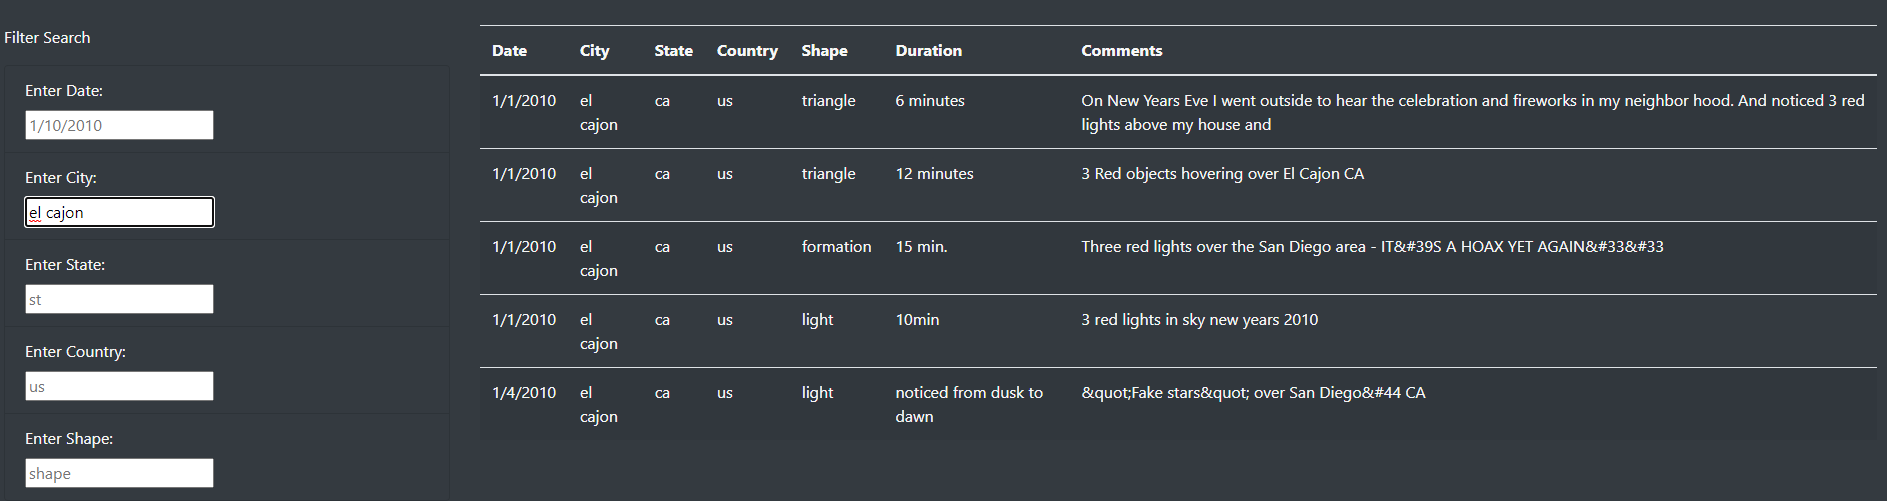 Filter Search
Enter Date:
1/10/2010
Enter City:
el cajon
Enter State:
st
Enter Country:
us
Enter Shape:
shape
Date City State Country Shape Duration Comments
1/1/2010 el ca us triangle 6 minutes On New Years Eve I went outside to hear the celebration and fireworks in my neighbor hood. And noticed 3 red
cajon lights above my house and
1/1/2010 el ca us triangle 12 minutes 3 Red objects hovering over El Cajon CA
cajon
1/1/2010 el ca us formation 15 min. Three red lights over the San Diego area - IT&#39S A HOAX YET AGAIN&#33&#33
cajon
1/1/2010 el ca us light 10min 3 red lights in sky new years 2010
cajon
1/4/2010 el ca us light noticed from dusk to &quot;Fake stars&quot; over San Diego&#44 CA
cajon dawn